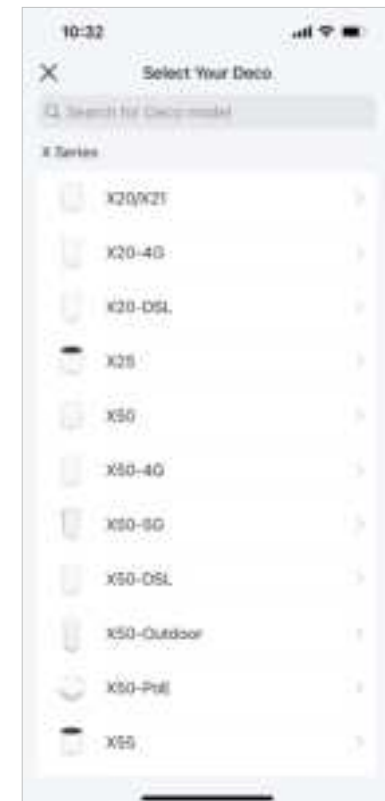 10:32
Select Your Deco
Search for Deco model
X Series
X20/X21
X20-4G
X20-DSL
X25
X50
X50-4G
X50-5G
X50-DSL
X50-Outdoor
X50-PoE
X55